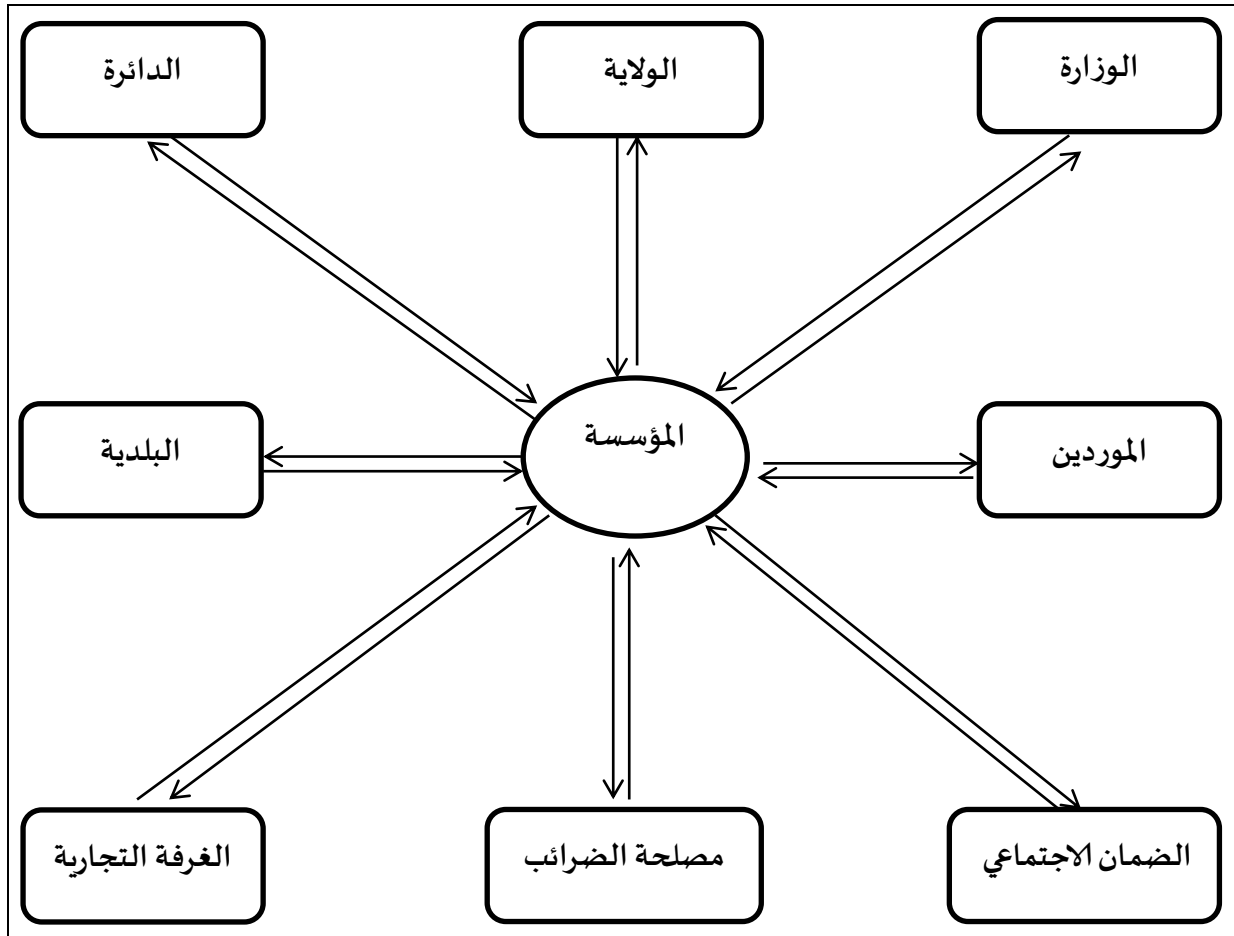 الوزارة
الولاية
الدائرة
المؤسسة
الموردين
البلدية
الضمان الاجتماعي
مصلحة الضرائب
الغرفة التجارية